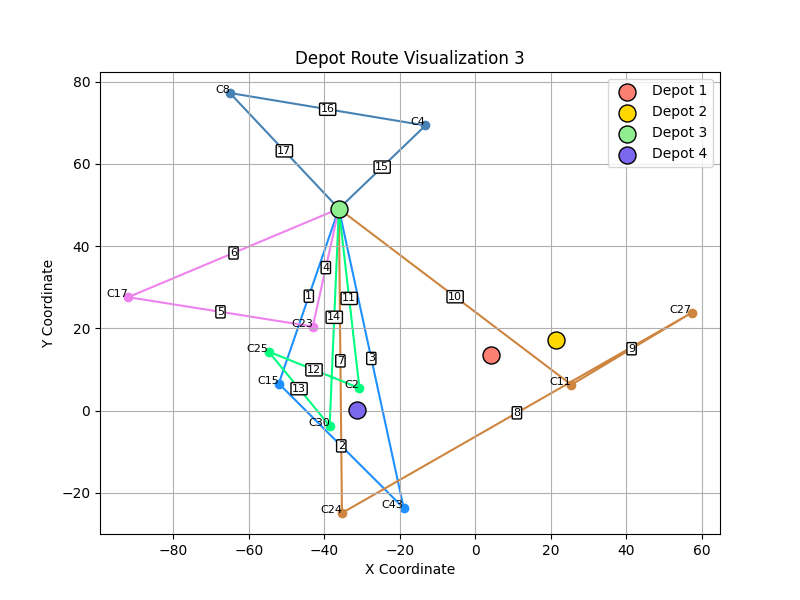 Depot Route Visualization 3
Depot 1
Depot 2
Depot 3
Depot 4
Y Coordinate
80
60
40
20
0
−20
C8
16
C4
17
15
6
4
C17
1
11
10
5
14
C23
C27
C25
7
3
9
12
C15
13
C2
C11
C30
8
2
C24
C43
−80
−60
−40
−20
0
20
40
60
X Coordinate